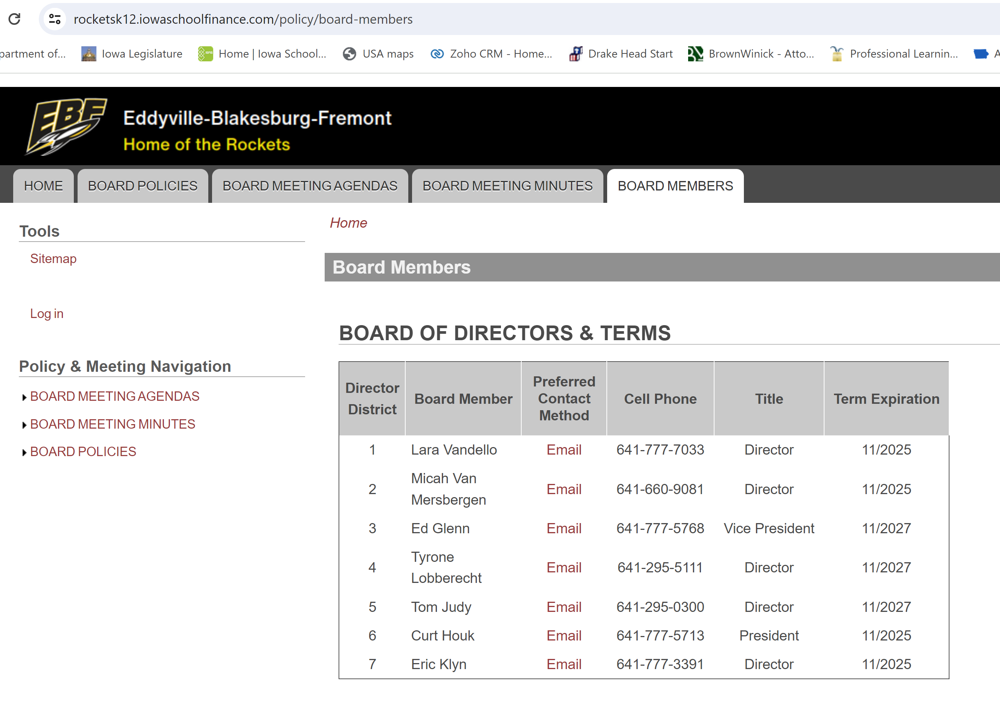 rocketsk12.iowaschoolfinance.com/policy/board-members
partment of... Iowa Legislature Home | Iowa School... USA maps Zoho CRM - Home... Drake Head Start BrownWinick - Atto... Professional Learnin... A
EBF
Eddyville-Blakesburg-Fremont
Home of the Rockets
HOME BOARD POLICIES BOARD MEETING AGENDAS BOARD MEETING MINUTES BOARD MEMBERS
Tools
Sitemap
Log in
Policy & Meeting Navigation
BOARD MEETING AGENDAS
BOARD MEETING MINUTES
BOARD POLICIES
Home
Board Members
BOARD OF DIRECTORS & TERMS
Director District Board Member Preferred Contact Method Cell Phone Title Term Expiration
1 Lara Vandello Email 641-777-7033 Director 11/2025
2 Micah Van Mersbergen Email 641-660-9081 Director 11/2025
3 Ed Glenn Email 641-777-5768 Vice President 11/2027
4 Tyrone Lobberecht Email 641-295-5111 Director 11/2027
5 Tom Judy Email 641-295-0300 Director 11/2027
6 Curt Houk Email 641-777-5713 President 11/2025
7 Eric Klyn Email 641-777-3391 Director 11/2025